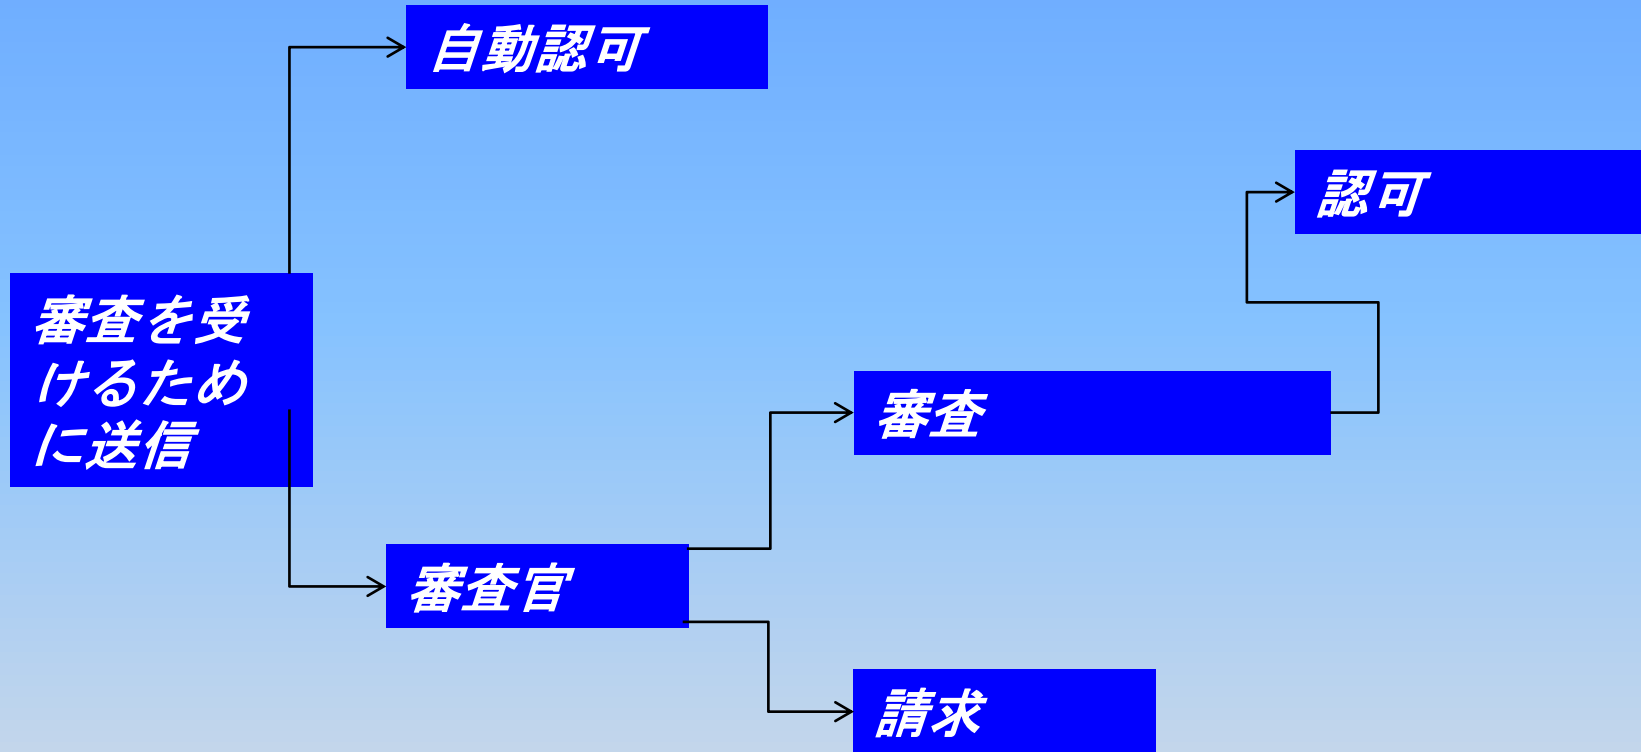 自動認可
認可
審査を受
けるため
に送信
審査
審査官
請求